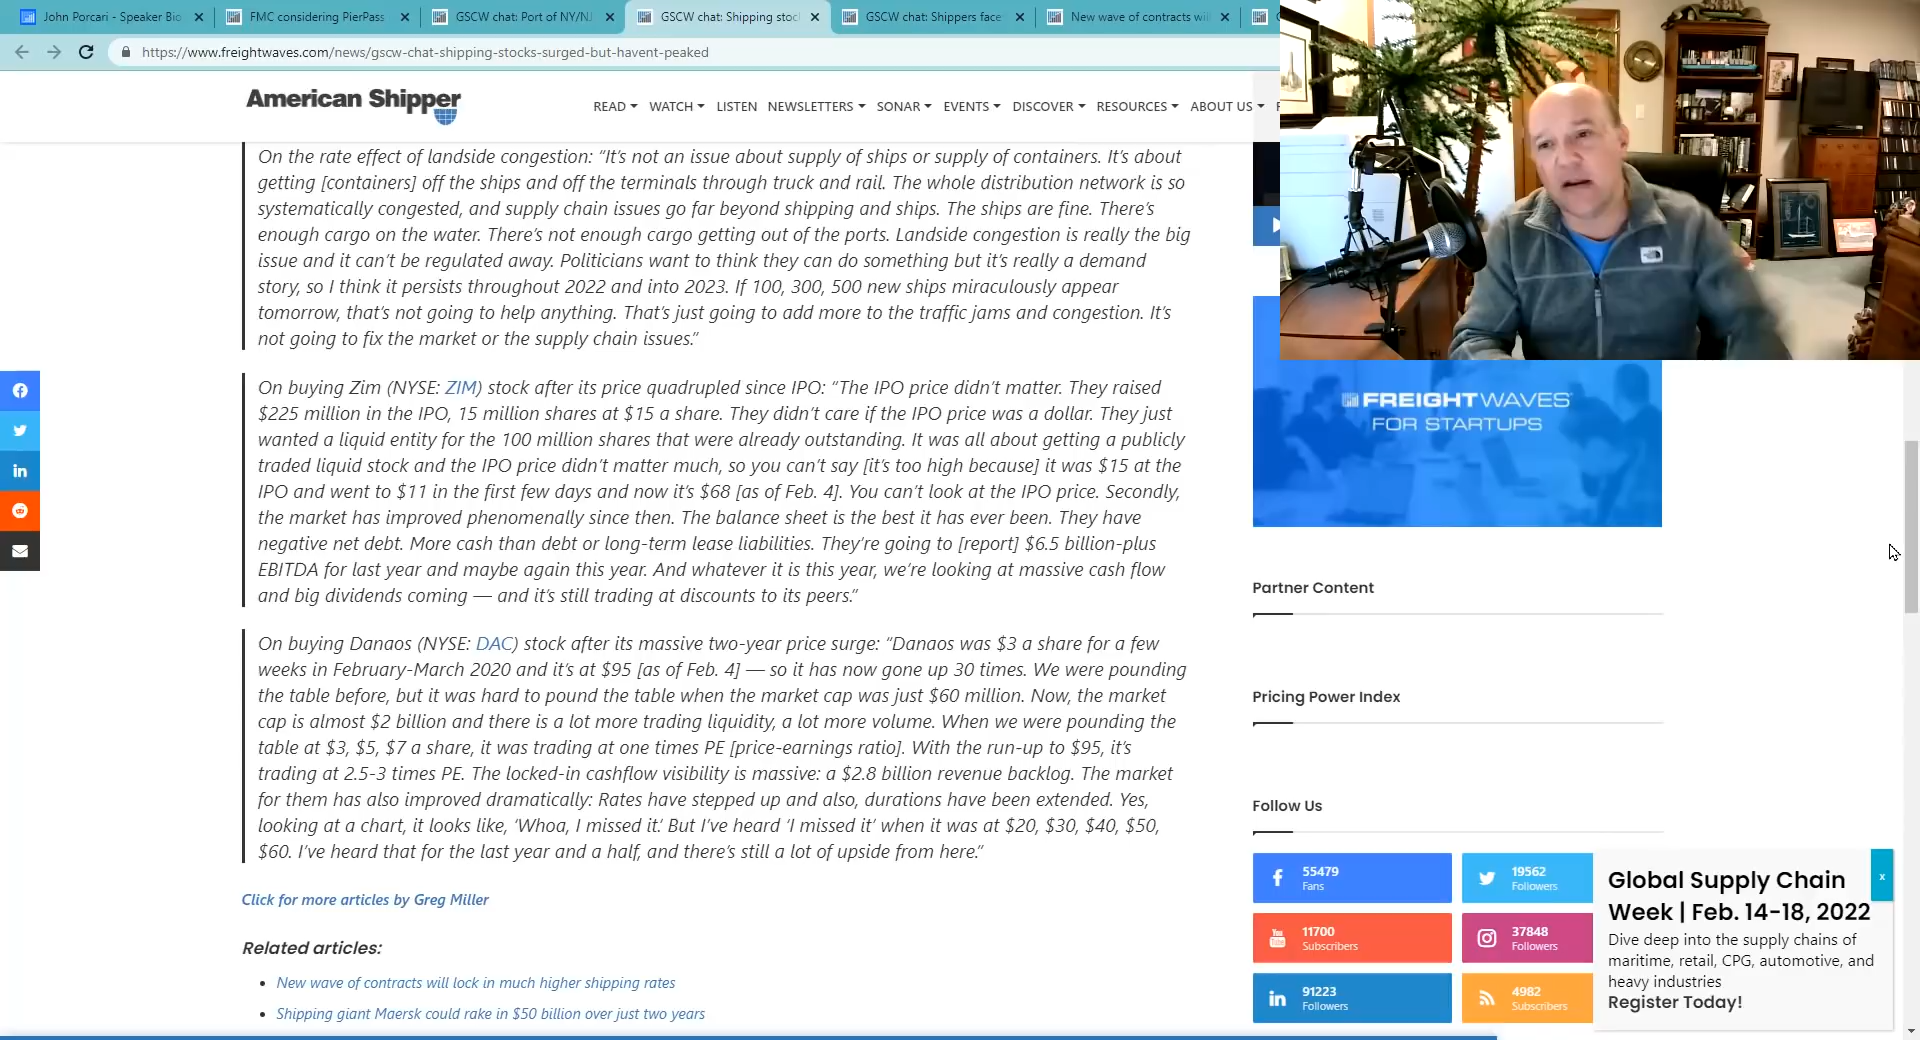 John Porcari - Speaker Bio
FMC considering PierPass
GSCW chat: Port of NY/NJ
GSCW chat: Shipping stoc
GSCW chat: Shippers face
New wave of contracts wil
https://www.freightwaves.com/news/gscw-chat-shipping-stocks-surged-but-havent-peaked
American Shipper
READ WATCH LISTEN NEWSLETTERS SONAR EVENTS DISCOVER RESOURCES ABOUT US
On the rate effect of landside congestion: “It’s not an issue about supply of ships or supply of containers. It’s about
getting [containers] off the ships and off the terminals through truck and rail. The whole distribution network is so
systematically congested, and supply chain issues go far beyond shipping and ships. The ships are fine. There’s
enough cargo on the water. There’s not enough cargo getting out of the ports. Landside congestion is really the big
issue and it can’t be regulated away. Politicians want to think they can do something but it’s really a demand
story, so I think it persists throughout 2022 and into 2023. If 100, 300, 500 new ships miraculously appear
tomorrow, that’s not going to help anything. That’s just going to add more to the traffic jams and congestion. It’s
not going to fix the market or the supply chain issues.”
On buying Zim (NYSE: ZIM) stock after its price quadrupled since IPO: “The IPO price didn’t matter. They raised
$225 million in the IPO, 15 million shares at $15 a share. They didn’t care if the IPO price was a dollar. They just
wanted a liquid entity for the 100 million shares that were already outstanding. It was all about getting a publicly
traded liquid stock and the IPO price didn’t matter much, so you can’t say [it’s too high because] it was $15 at the
IPO and went to $11 in the first few days and now it’s $68 [as of Feb. 4]. You can’t look at the IPO price. Secondly,
the market has improved phenomenally since then. The balance sheet is the best it has ever been. They have
negative net debt. More cash than debt or long-term lease liabilities. They’re going to [report] $6.5 billion-plus
EBITDA for last year and maybe again this year. And whatever it is this year, we’re looking at massive cash flow
and big dividends coming — and it’s still trading at discounts to its peers.”
On buying Danaos (NYSE: DAC) stock after its massive two-year price surge: “Danaos was $3 a share for a few
weeks in February-March 2020 and it’s at $95 [as of Feb. 4] — so it has now gone up 30 times. We were pounding
the table before, but it was hard to pound the table when the market cap was just $60 million. Now, the market
cap is almost $2 billion and there is a lot more trading liquidity, a lot more volume. When we were pounding the
table at $3, $5, $7 a share, it was trading at one times PE [price-earnings ratio]. With the run-up to $95, it’s
trading at 2.5-3 times PE. The locked-in cashflow visibility is massive: a $2.8 billion revenue backlog. The market
for them has also improved dramatically: Rates have stepped up and also, durations have been extended. Yes,
looking at a chart, it looks like, ‘Whoa, I missed it.’ But I’ve heard ‘I missed it’ when it was at $20, $30, $40, $50,
$60. I’ve heard that for the last year and a half, and there’s still a lot of upside from here.”
Click for more articles by Greg Miller
Related articles:
New wave of contracts will lock in much higher shipping rates
Shipping giant Maersk could rake in $50 billion over just two years
FREIGHTWAVES
FOR STARTUPS
Partner Content
Pricing Power Index
Follow Us
55479
Fans
19562
Followers
11700
Subscribers
37848
Followers
91223
Followers
4982
Subscribers
Global Supply Chain
Week | Feb. 14-18, 2022
Dive deep into the supply chains of
maritime, retail, CPG, automotive, and
heavy industries
Register Today!